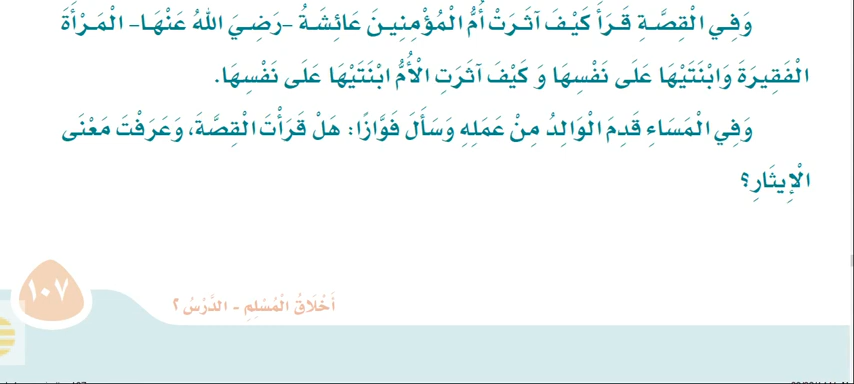 وَفِي الْقِصَّةِ قَرَأَ كَيْفَ آثَرَتْ أُمُّ الْمُؤْمِنِينَ عَائِشَةُ -رَضِيَ اللهُ عَنْهَا- الْمَرْأَةَ
الْفَقِيرَةَ وَابْنَتَيْهَا عَلَى نَفْسِهَا وَ كَيْفَ آثَرَتِ الْأُمُّ ابْنَتَيْهَا عَلَى نَفْسِهَا.
وَفِي الْمَسَاءِ قَدِمَ الْوَالِدُ مِنْ عَمَلِهِ وَسَأَلَ فَوَّازًا: هَلْ قَرَأْتَ الْقِصَّةَ، وَعَرَفْتَ مَعْنَى
الْإِيثَارِ؟
أَخْلَاقُ الْمُسْلِمِ - الدَّرْسُ ٢
١٠٧